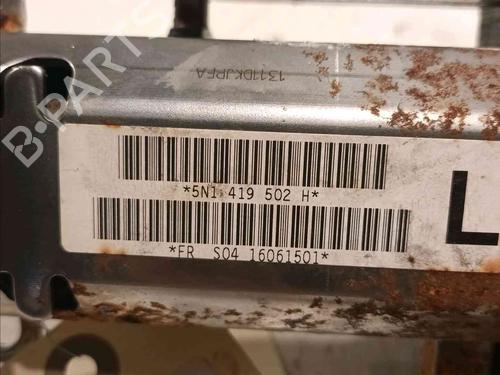 B-PARTS
1311DKJPFA
*5N1 419 502 H*
L
*FR S04 16061501*